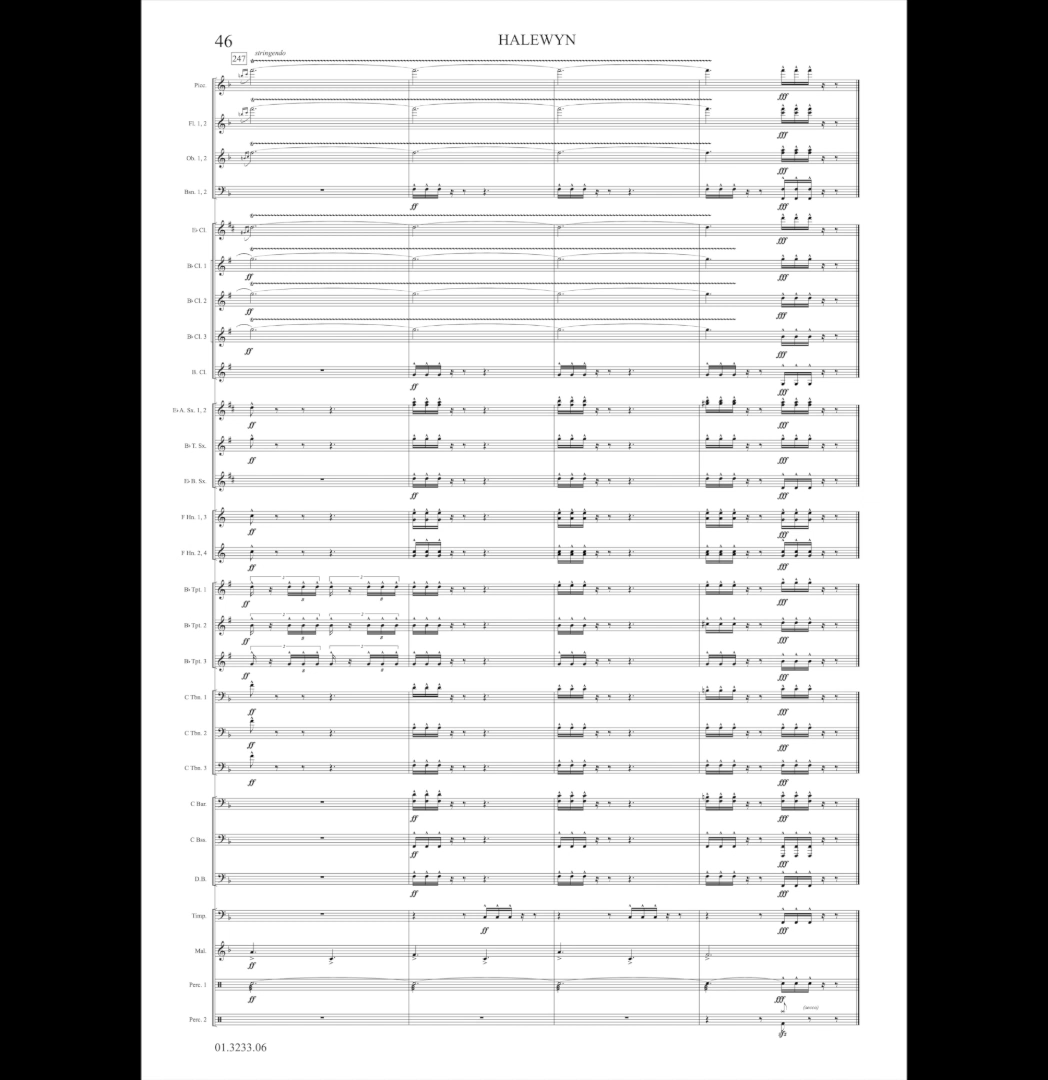 46
HALEWYN
247
stringendo
Picc.
Fl. 1, 2
Ob. 1, 2
Bsn. 1, 2
ff
fff
E♭ Cl.
B♭ Cl. 1
B♭ Cl. 2
B♭ Cl. 3
B. Cl.
E♭ A. Sx. 1, 2
B♭ T. Sx.
E♭ B. Sx.
F Hn. 1, 3
F Hn. 2, 4
B♭ Tpt. 1
B♭ Tpt. 2
B♭ Tpt. 3
C Tbn. 1
C Tbn. 2
C Tbn. 3
C Bar.
C Bss.
D.B.
Timp.
Mal.
Perc. 1
Perc. 2
01.3233.06